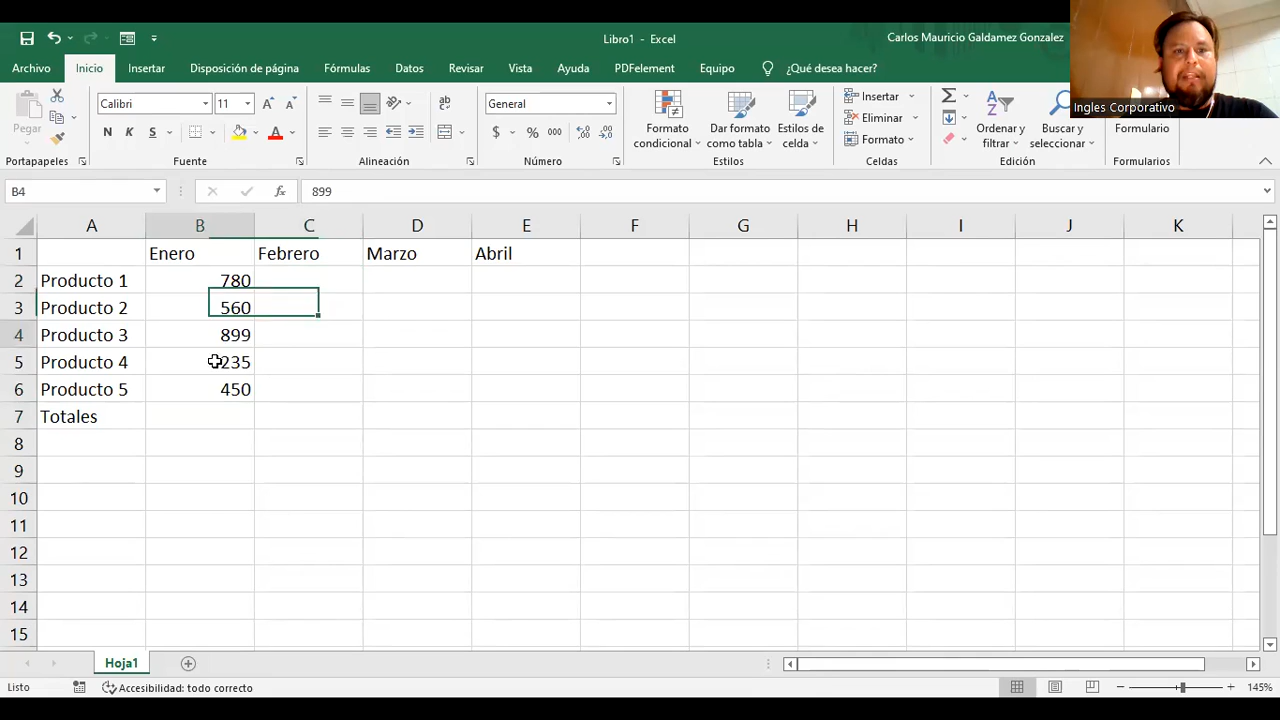 Libro1 - Excel
Carlos Mauricio Galdamez Gonzalez
Ingles Corporativo
Archivo Inicio Insertar Disposición de página Fórmulas Datos Revisar Vista Ayuda PDFelement Equipo ¿Qué desea hacer?
Pegar
Calibri 11
N K S
General
$ % 000
Formato condicional
Dar formato como tabla
Estilos de celda
Insertar
Eliminar
Formato
Ordenar y filtrar
Buscar y seleccionar
Formulario
Portapapeles Fuente Alineación Número Estilos Celdas Edición Formularios
B4 fx 899
A B C D E F G H I J K
1 Enero Febrero Marzo Abril
2 Producto 1 780
3 Producto 2 560
4 Producto 3 899
5 Producto 4 235
6 Producto 5 450
7 Totales
8
9
10
11
12
13
14
15
Hoja1
Listo Accesibilidad: todo correcto 145%